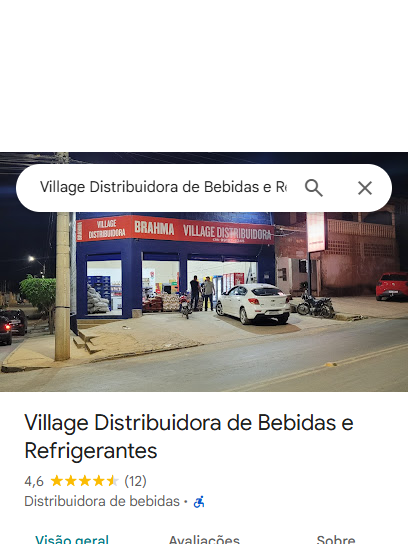 Village Distribuidora de Bebidas e Re
VILLAGE
DISTRIBUIDORA
BRAHMA
VILLAGE DISTRIBUIDORA
BRAHMA
Village Distribuidora de Bebidas e
Refrigerantes
4,6 (12)
Distribuidora de bebidas ·
Visão geral Avaliações Sobre